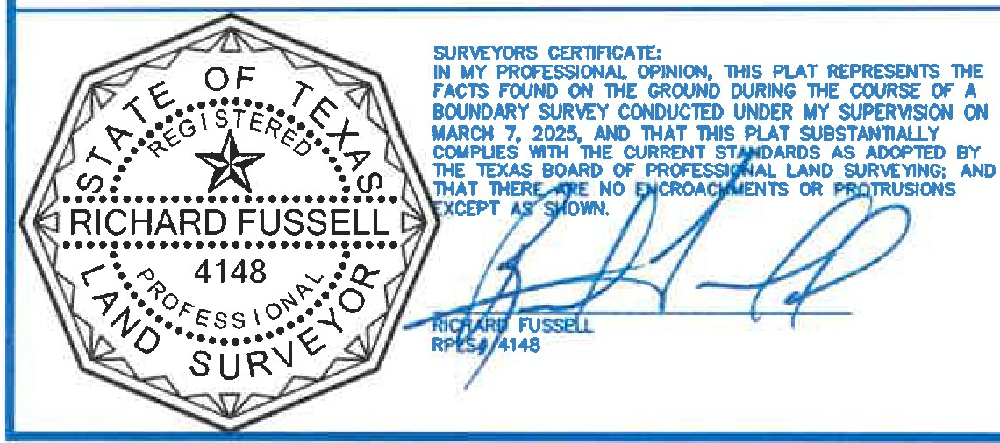 STATE OF TEXAS
REGISTERED
RICHARD FUSSELL
4148
PROFESSIONAL
LAND SURVEYOR
SURVEYORS CERTIFICATE:
IN MY PROFESSIONAL OPINION, THIS PLAT REPRESENTS THE
FACTS FOUND ON THE GROUND DURING THE COURSE OF A
BOUNDARY SURVEY CONDUCTED UNDER MY SUPERVISION ON
MARCH 7, 2025, AND THAT THIS PLAT SUBSTANTIALLY
COMPLIES WITH THE CURRENT STANDARDS AS ADOPTED BY
THE TEXAS BOARD OF PROFESSIONAL LAND SURVEYING; AND
THAT THERE ARE NO ENCROACHMENTS OR PROTRUSIONS
EXCEPT AS SHOWN.
RICHARD FUSSELL
RPLS# 4148